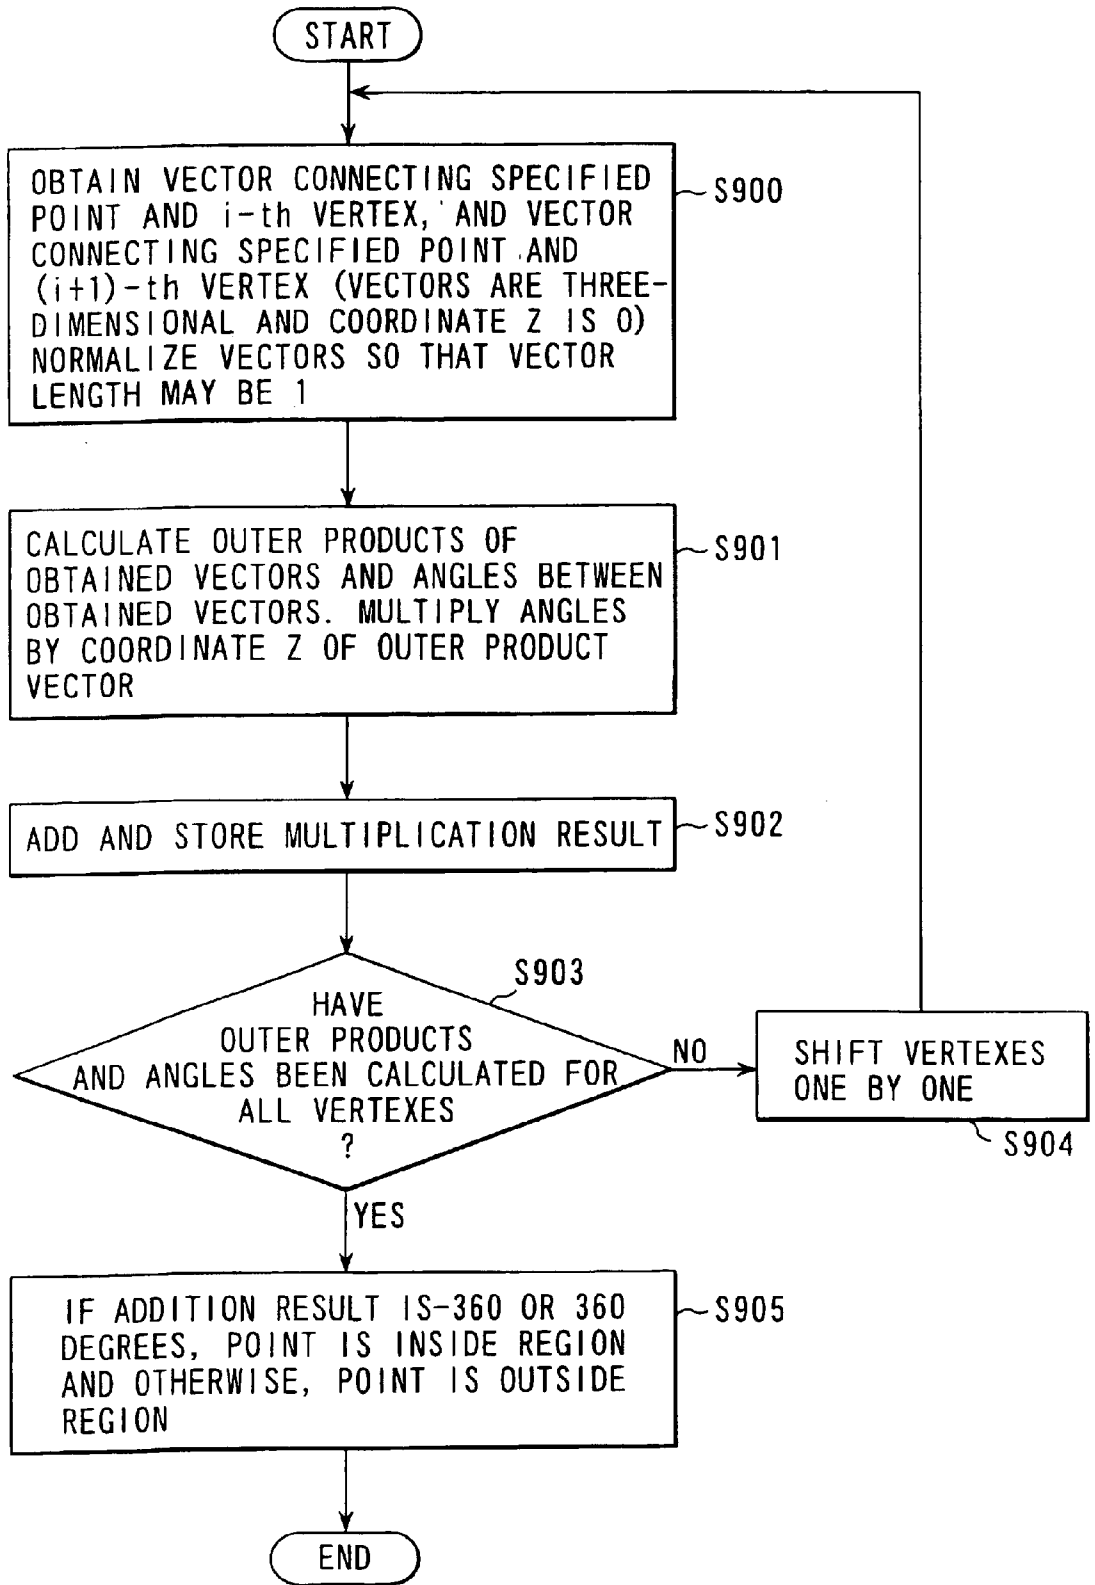 START
OBTAIN VECTOR CONNECTING SPECIFIED
POINT AND i-th VERTEX, AND VECTOR
CONNECTING SPECIFIED POINT AND
(i+1)-th VERTEX (VECTORS ARE THREE-
DIMENSIONAL AND COORDINATE Z IS 0)
NORMALIZE VECTORS SO THAT VECTOR
LENGTH MAY BE 1
S900
CALCULATE OUTER PRODUCTS OF
OBTAINED VECTORS AND ANGLES BETWEEN
OBTAINED VECTORS. MULTIPLY ANGLES
BY COORDINATE Z OF OUTER PRODUCT
VECTOR
S901
ADD AND STORE MULTIPLICATION RESULT
S902
S903
HAVE
OUTER PRODUCTS
AND ANGLES BEEN CALCULATED FOR
ALL VERTEXES
?
NO
SHIFT VERTEXES
ONE BY ONE
S904
YES
IF ADDITION RESULT IS-360 OR 360
DEGREES, POINT IS INSIDE REGION
AND OTHERWISE, POINT IS OUTSIDE
REGION
S905
END